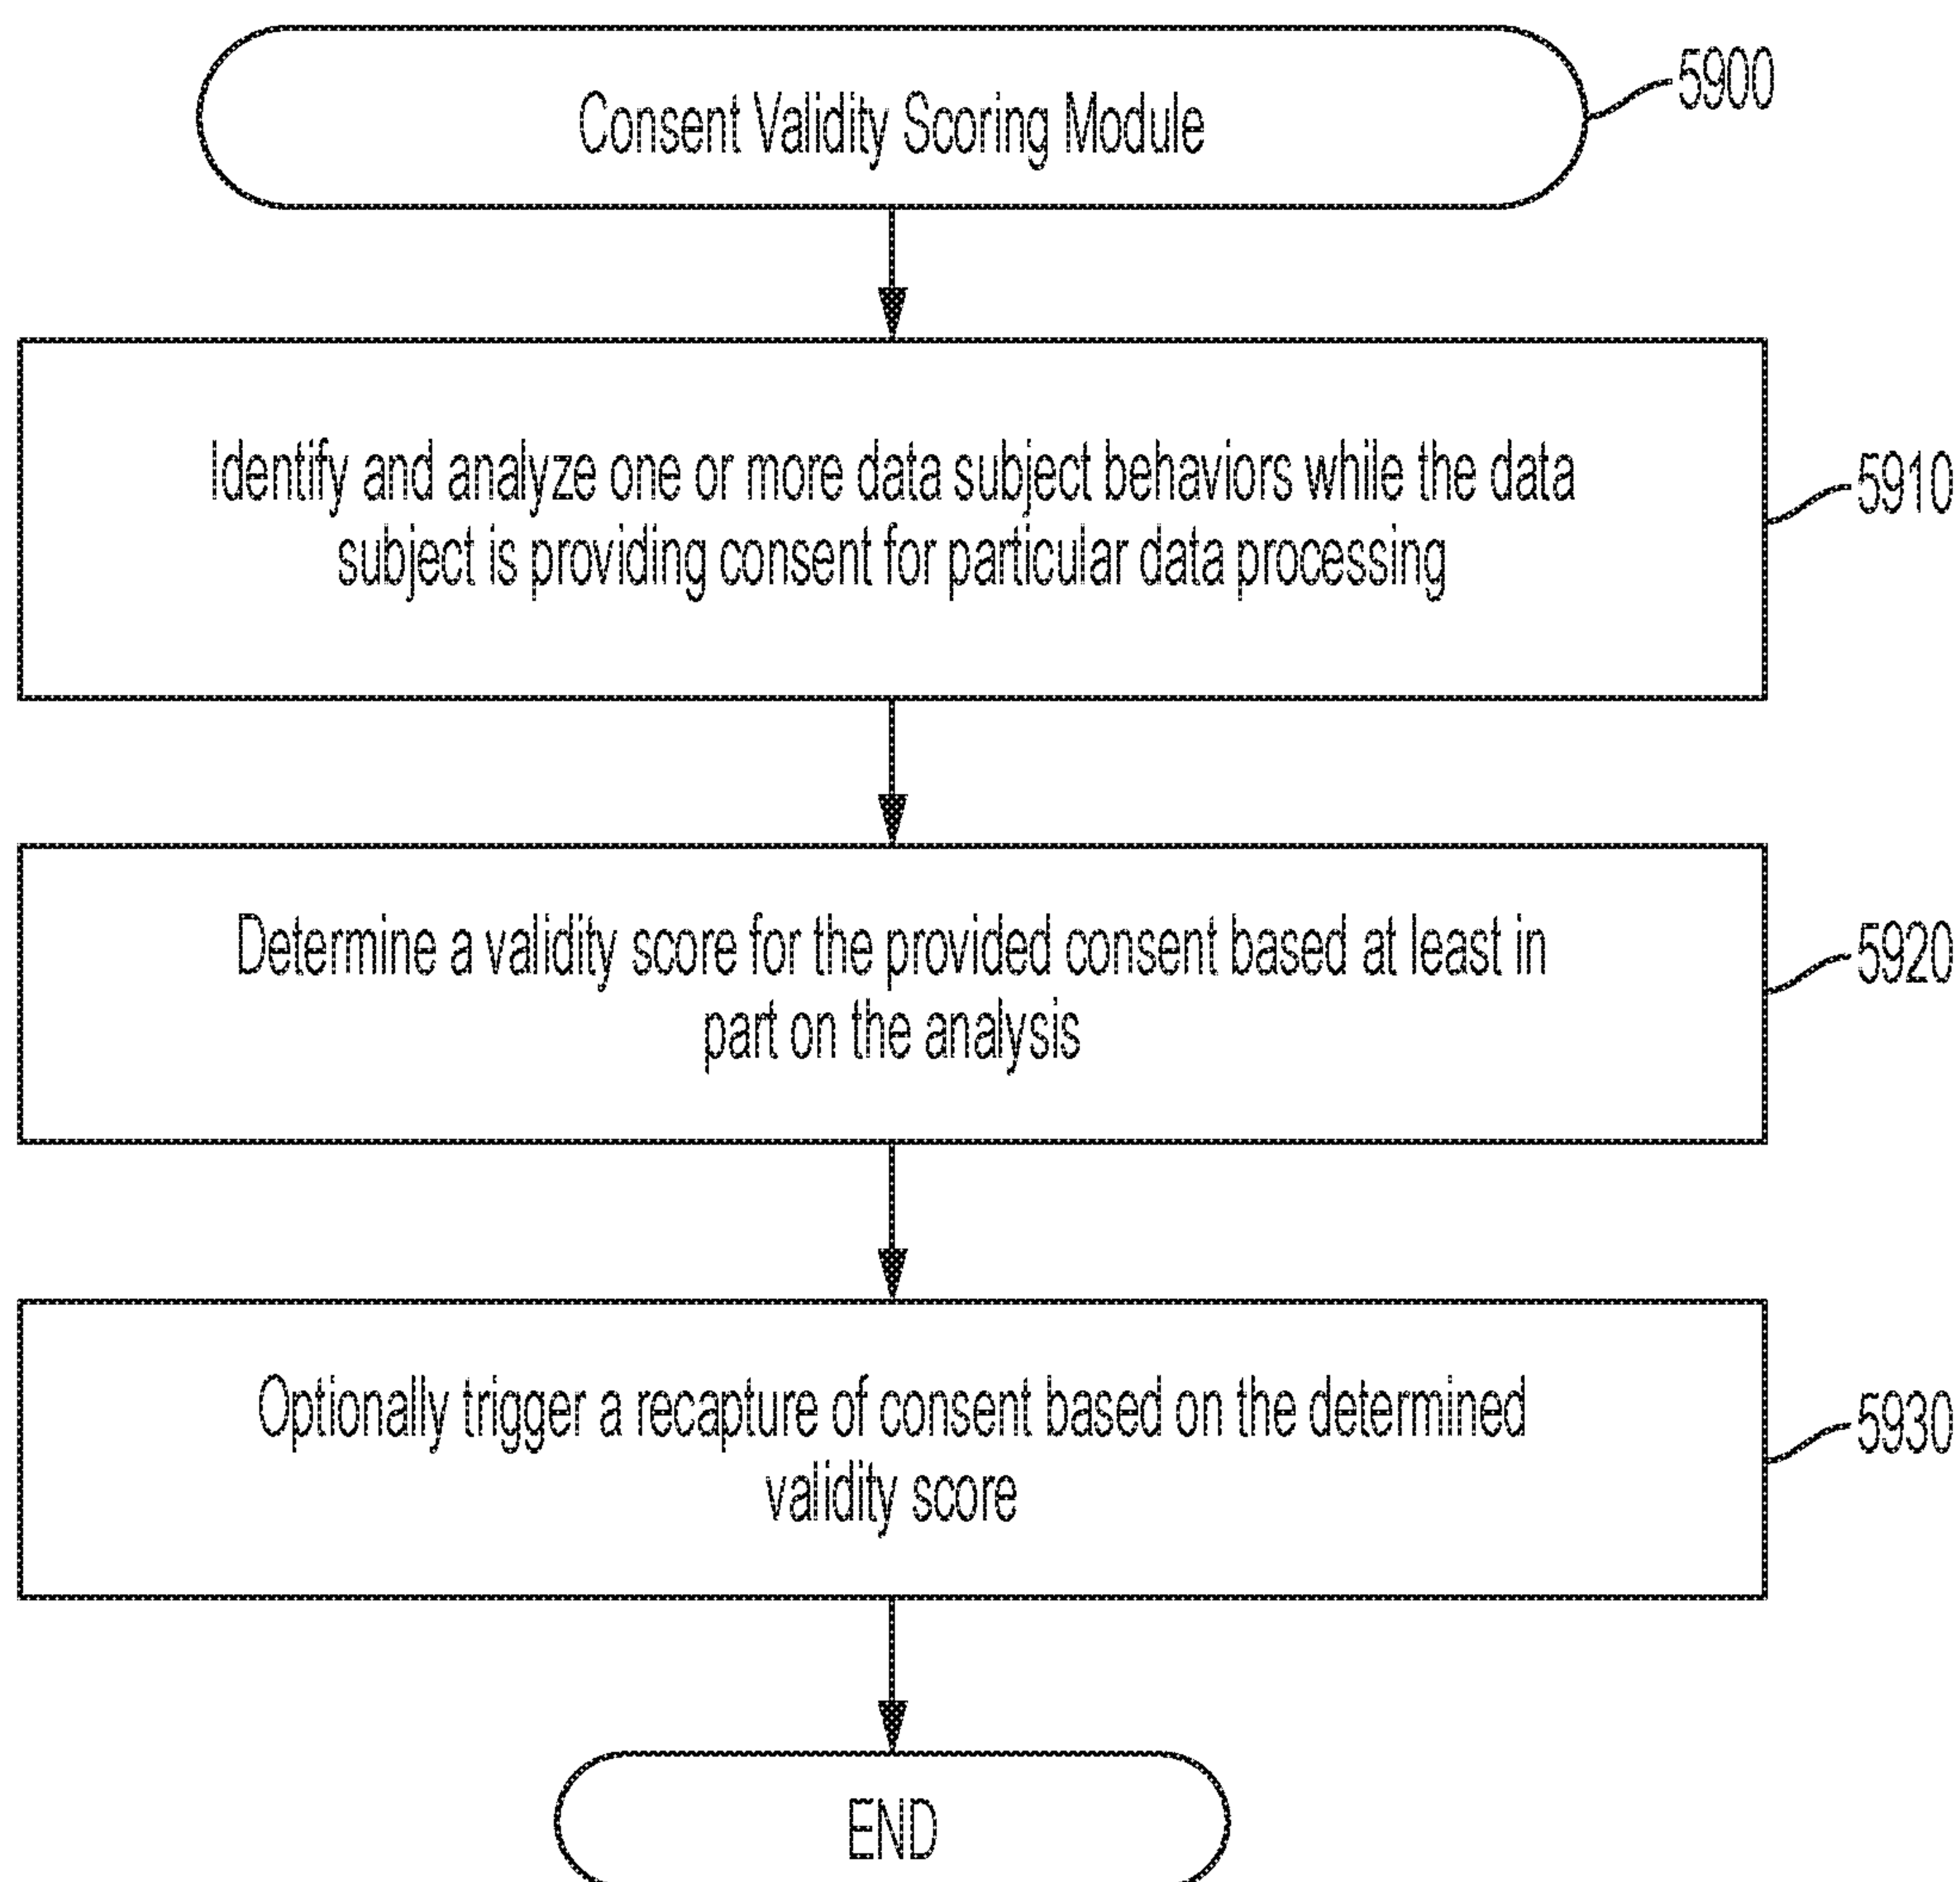 Consent Validity Scoring Module
5900
Identify and analyze one or more data subject behaviors while the data
subject is providing consent for particular data processing
5910
Determine a validity score for the provided consent based at least in
part on the analysis
5920
Optionally trigger a recapture of consent based on the determined
validity score
5930
END